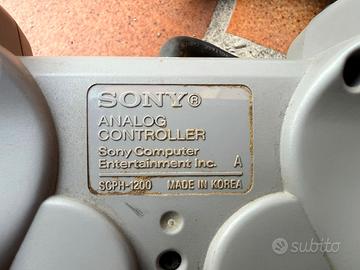 SONY®
ANALOG
CONTROLLER
Sony Computer
Entertainment Inc. A
SCPH-1200 MADE IN KOREA
subito